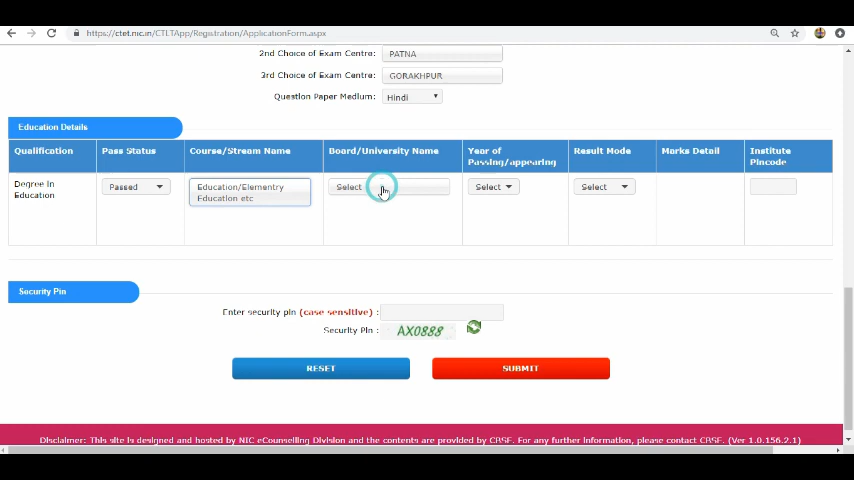 https://ctet.nic.in/CTLTApp/Registration/ApplicationForm.aspx
2nd Choice of Exam Centre: PATNA
3rd Choice of Exam Centre: GORAKHPUR
Question Paper Medium: Hindi
Education Details
Qualification Pass Status Course/Stream Name Board/University Name Year of Passing/appearing Result Mode Marks Detail Institute Pincode
Degree In Education Passed Education/Elementry Education etc Select Select Select
Security Pin
Enter security pin (case sensitive) :
Security Pin : AX0888
RESET SUBMIT
Disclaimer: This site is designed and hosted by NIC eCounselling Division and the contents are provided by CBSE. For any further information, please contact CBSE. (Ver 1.0.156.2.1)